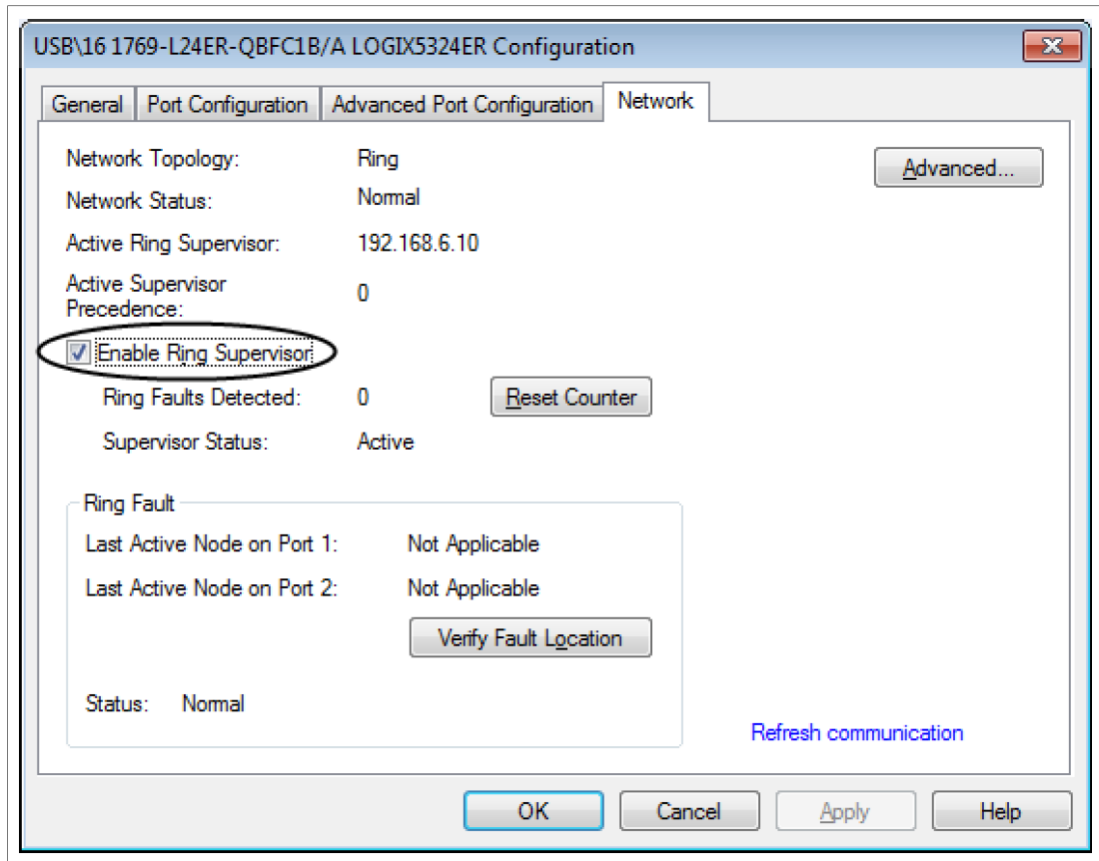 USB\16 1769-L24ER-QBFC1B/A LOGIX5324ER Configuration
General Port Configuration Advanced Port Configuration Network
Network Topology: Ring Advanced...
Network Status: Normal
Active Ring Supervisor: 192.168.6.10
Active Supervisor
Precedence: 0
Enable Ring Supervisor
Ring Faults Detected: 0 Reset Counter
Supervisor Status: Active
Ring Fault
Last Active Node on Port 1: Not Applicable
Last Active Node on Port 2: Not Applicable
Verify Fault Location
Status: Normal
Refresh communication
OK Cancel Apply Help